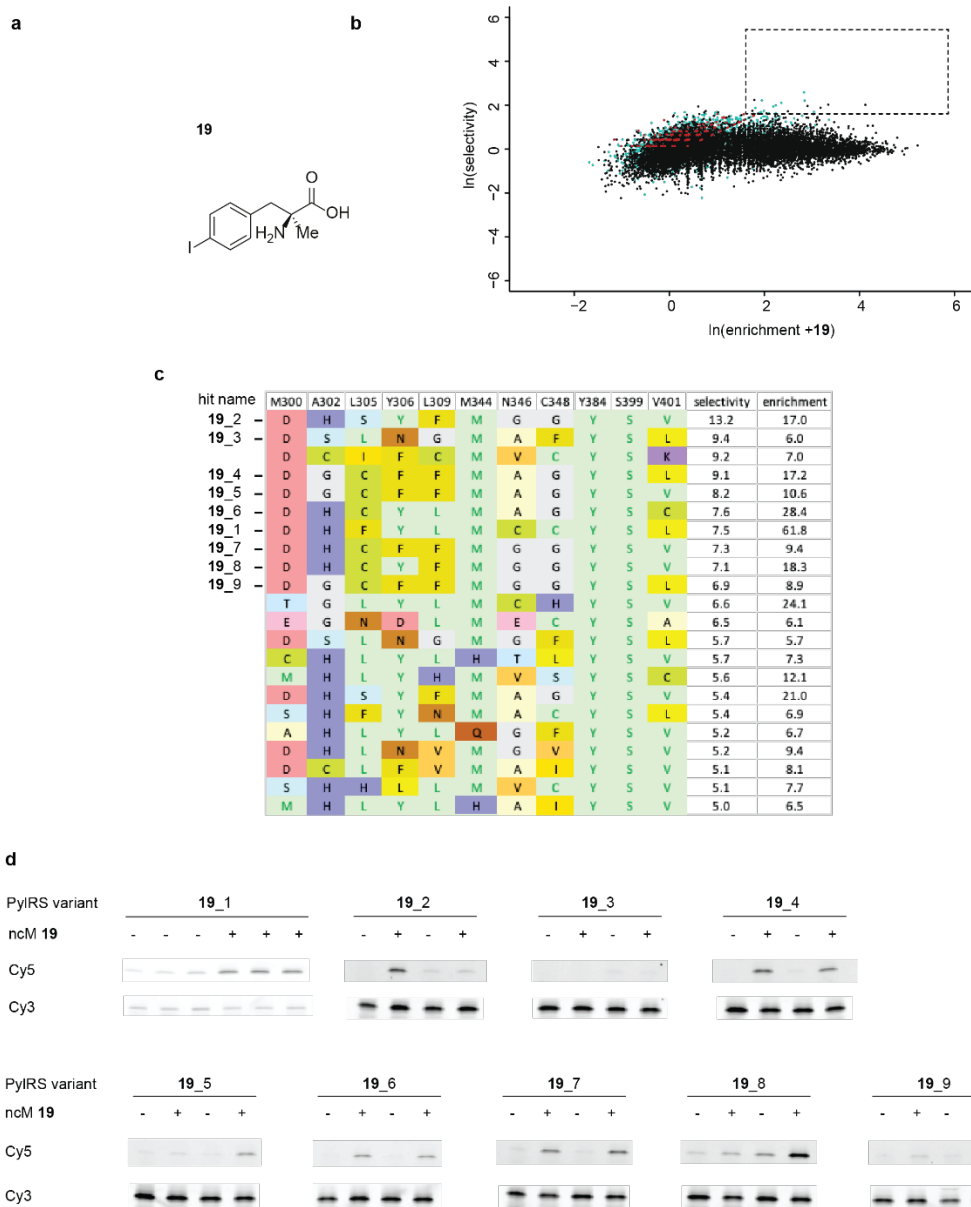 a
19
O
OH
H₂N
Me
I
b
ln(selectivity)
6
4
2
0
−2
−4
−6
−2 0 2 4 6
ln(enrichment +19)
c
hit name M300 A302 L305 Y306 L309 M344 N346 C348 Y384 S399 V401 selectivity enrichment
19_2 – D H S Y F M G G Y S V 13.2 17.0
19_3 – D S L N G M A F Y S L 9.4 6.0
D C I F C M V C Y S K 9.2 7.0
19_4 – D G C F F M A G Y S L 9.1 17.2
19_5 – D G C F F M A G Y S V 8.2 10.6
19_6 – D H C Y L M A G Y S C 7.6 28.4
19_1 – D H F Y L M C C Y S L 7.5 61.8
19_7 – D H C F F M G G Y S V 7.3 9.4
19_8 – D H C Y F M G G Y S V 7.1 18.3
19_9 – D G C F F M G G Y S L 6.9 8.9
T G L Y L M C H Y S V 6.6 24.1
E G N D L M E C Y S A 6.5 6.1
D S L N G M G F Y S L 5.7 5.7
C H L Y L H T L Y S V 5.7 7.3
M H L Y H M V S Y S C 5.6 12.1
D H S Y F M A G Y S V 5.4 21.0
S H F Y N M A C Y S L 5.4 6.9
A H L Y L Q G F Y S V 5.2 6.7
D H L N V M G V Y S V 5.2 9.4
D C L F V M A I Y S V 5.1 8.1
S H H L L M V C Y S V 5.1 7.7
M H L Y L H A I Y S V 5.0 6.5
d
PylRS variant 19_1 19_2 19_3 19_4
ncM 19 - - - + + + - + - + - + - + - + - +
Cy5
Cy3
PylRS variant 19_5 19_6 19_7 19_8 19_9
ncM 19 - + - + - + - + - + - + - + - + - + -
Cy5
Cy3